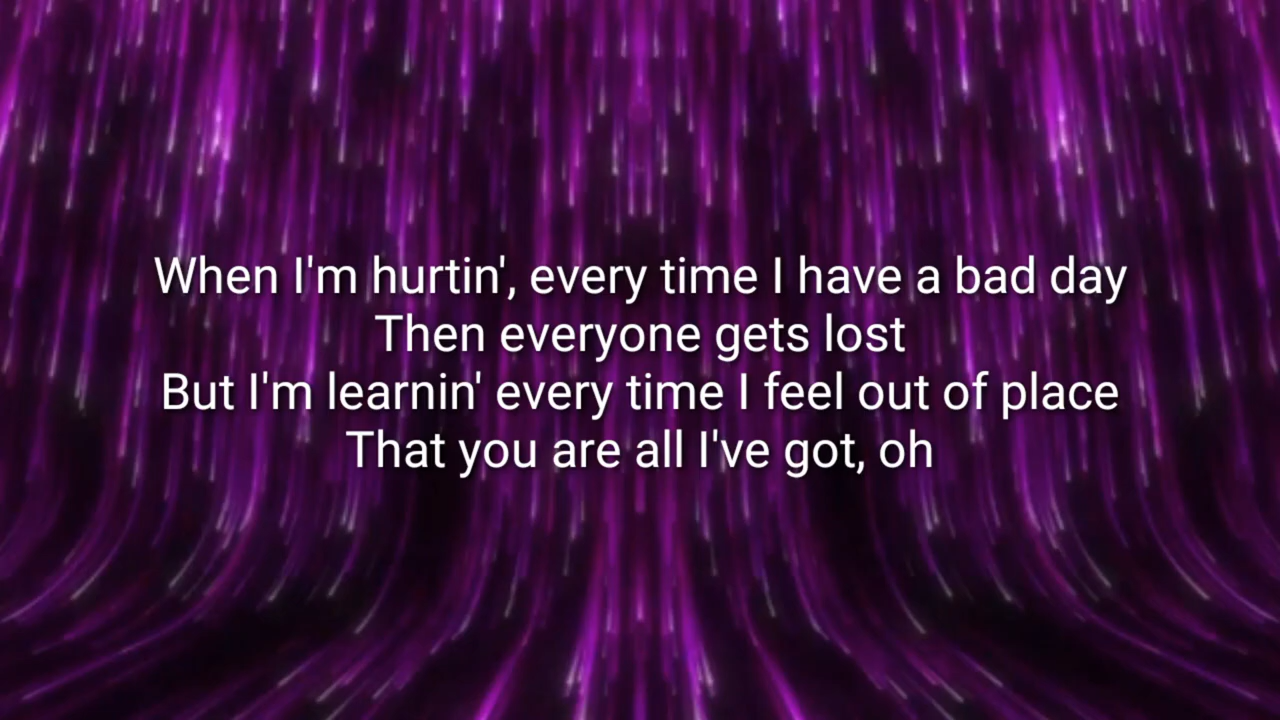 When I'm hurtin', every time I have a bad day
Then everyone gets lost
But I'm learnin' every time I feel out of place
That you are all I've got, oh